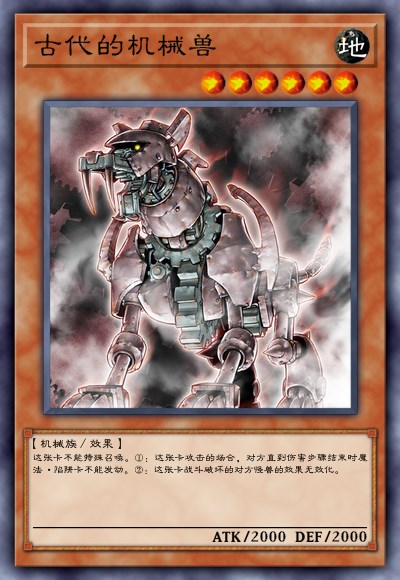 古代的机械兽
地
【机械族／效果】
这张卡不能特殊召唤。①：这张卡攻击的场合，对方直到伤害步骤结束时魔
法·陷阱卡不能发动。②：这张卡战斗破坏的对方怪兽的效果无效化。
ATK/2000 DEF/2000